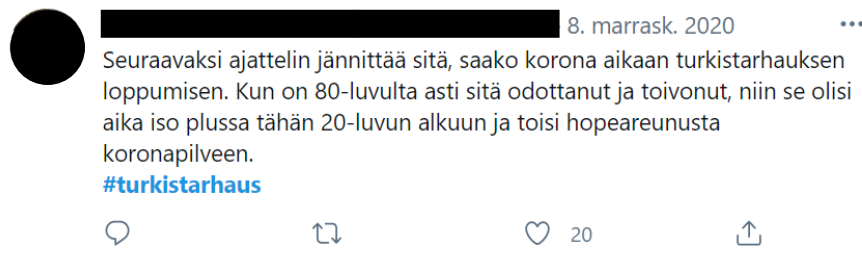 8. marrask. 2020
Seuraavaksi ajattelin jännittää sitä, saako korona aikaan turkistarhauksen
loppumisen. Kun on 80-luvulta asti sitä odottanut ja toivonut, niin se olisi
aika iso plussa tähän 20-luvun alkuun ja toisi hopeareunusta
koronapilveen.
#turkistarhaus
20